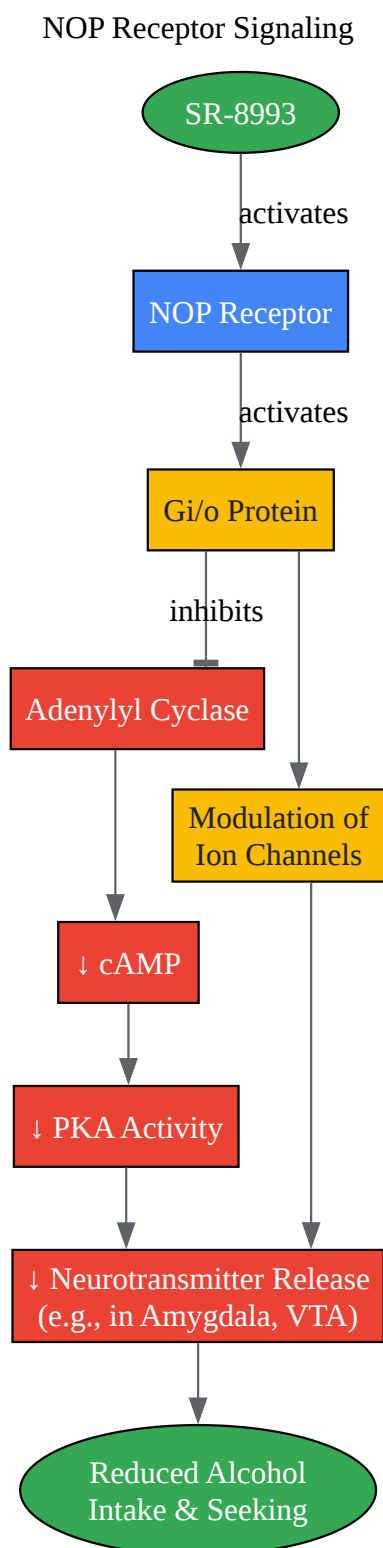 NOP Receptor Signaling
SR-8993
activates
NOP Receptor
activates
Gi/o Protein
inhibits
Adenylyl Cyclase
Modulation of
Ion Channels
↓ cAMP
↓ PKA Activity
↓ Neurotransmitter Release
(e.g., in Amygdala, VTA)
Reduced Alcohol
Intake & Seeking